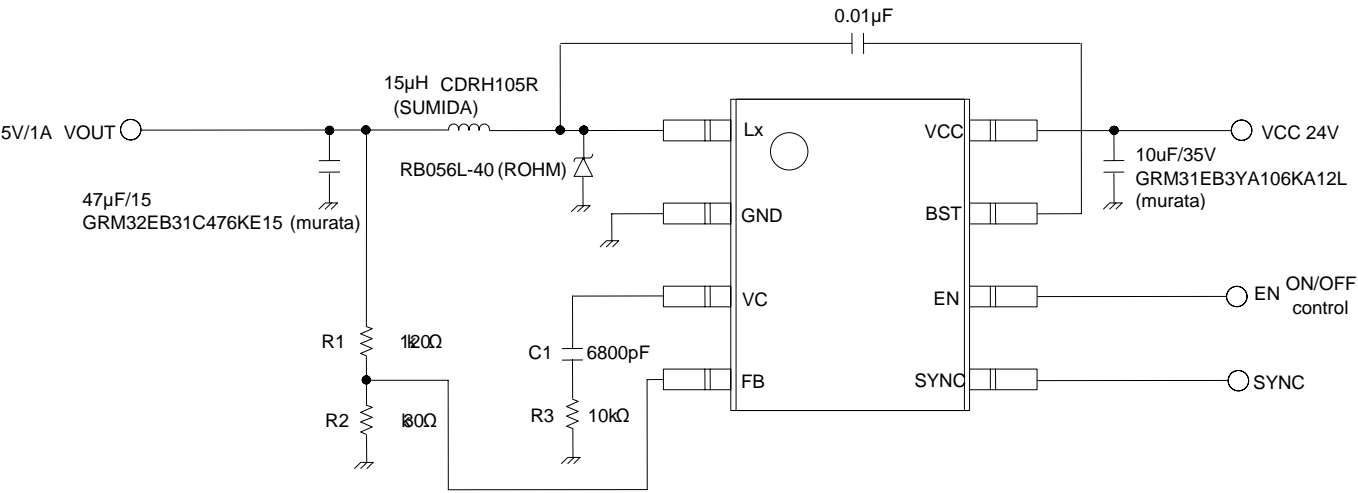 0.01µF
15µH CDRH105R
(SUMIDA)
5V/1A VOUT
Lx
VCC
VCC 24V
RB056L-40 (ROHM)
10uF/35V
GRM31EB3YA106KA12L
(murata)
47µF/15
GRM32EB31C476KE15 (murata)
GND
BST
VC
EN
EN ON/OFF
control
R1 120kΩ
C1 6800pF
FB
SYNC
SYNC
R2 30kΩ
R3 10kΩ